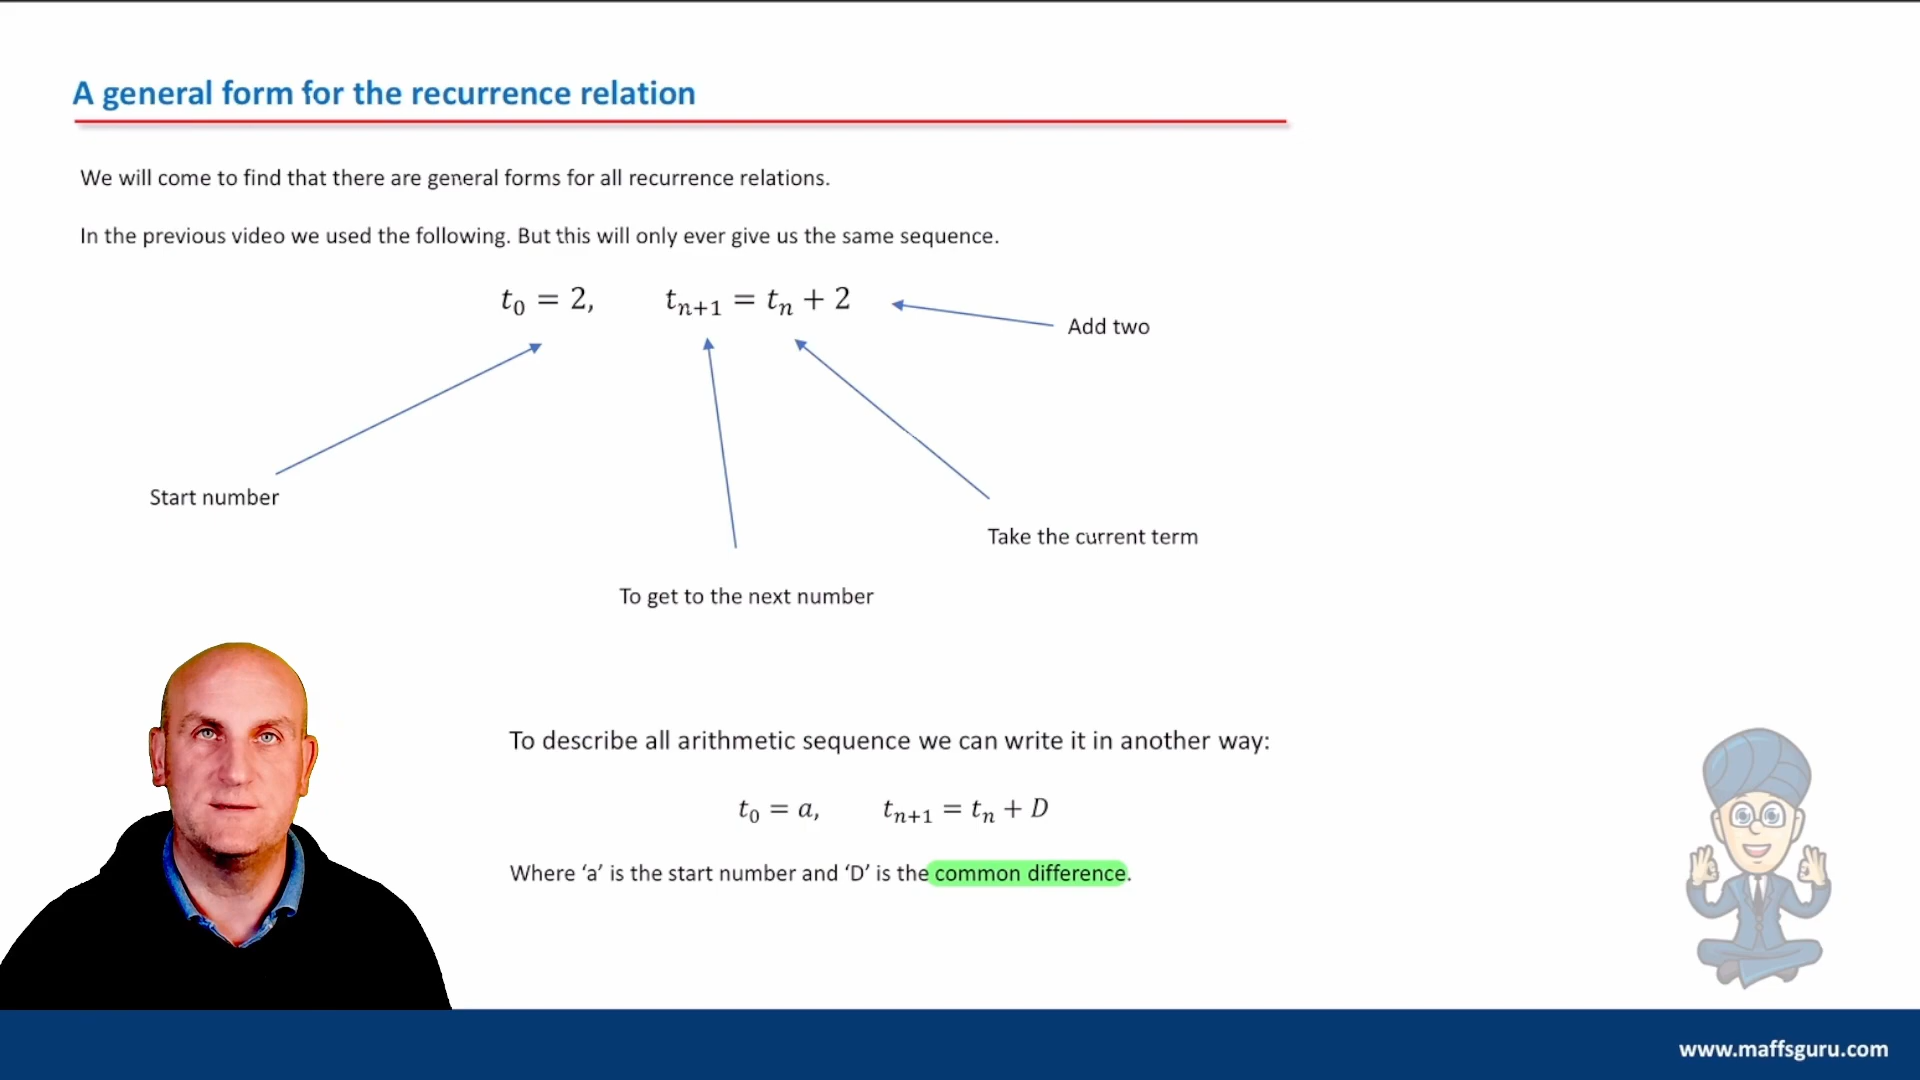 A general form for the recurrence relation
We will come to find that there are general forms for all recurrence relations.
In the previous video we used the following. But this will only ever give us the same sequence.
t₀ = 2, tₙ₊₁ = tₙ + 2
Add two
Start number
Take the current term
To get to the next number
To describe all arithmetic sequence we can write it in another way:
t₀ = a, tₙ₊₁ = tₙ + D
Where ‘a’ is the start number and ‘D’ is the common difference.
www.maffsguru.com